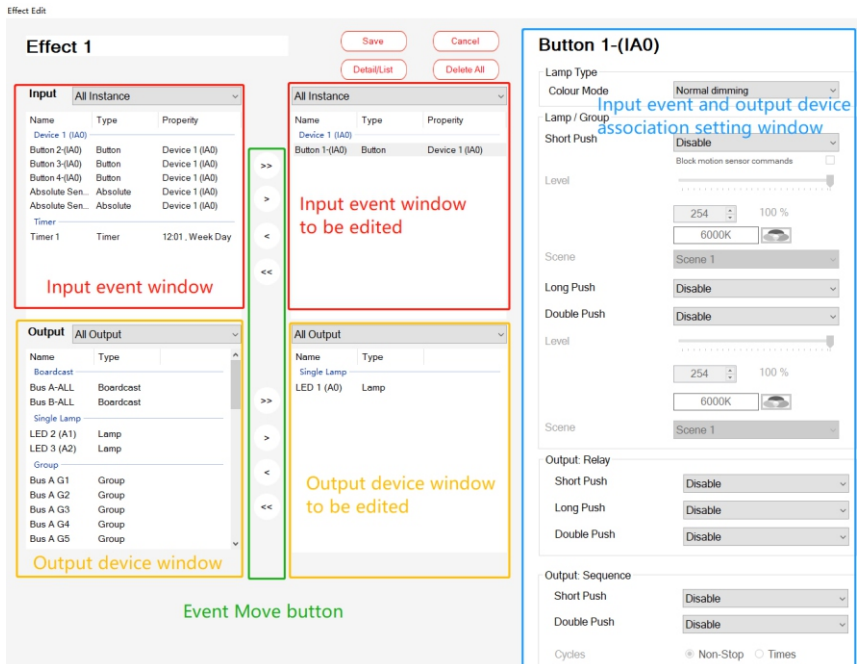 Effect Edit
Effect 1
Save
Cancel
Detail/List
Delete All
Input
All Instance
Name Type Properity
Device 1 (IA0)
Button 2-(IA0) Button Device 1 (IA0)
Button 3-(IA0) Button Device 1 (IA0)
Button 4-(IA0) Button Device 1 (IA0)
Absolute Sen... Absolute Device 1 (IA0)
Absolute Sen... Absolute Device 1 (IA0)
Timer
Timer 1 Timer 12:01 , Week Day
Input event window
>>
>
<
<<
All Instance
Name Type Properity
Device 1 (IA0)
Button 1-(IA0) Button Device 1 (IA0)
Input event window
to be edited
Output
All Output
Name Type
Boardcast
Bus A-ALL Boardcast
Bus B-ALL Boardcast
Single Lamp
LED 2 (A1) Lamp
LED 3 (A2) Lamp
Group
Bus A G1 Group
Bus A G2 Group
Bus A G3 Group
Bus A G4 Group
Bus A G5 Group
Output device window
>>
>
<
<<
All Output
Name Type
Single Lamp
LED 1 (A0) Lamp
Output device window
to be edited
Event Move button
Button 1-(IA0)
Lamp Type
Colour Mode Normal dimming
Input event and output device
association setting window
Lamp / Group
Short Push Disable
Block motion sensor commands
Level
254 100 %
6000K
Scene Scene 1
Long Push Disable
Double Push Disable
Level
254 100 %
6000K
Scene Scene 1
Output: Relay
Short Push Disable
Long Push Disable
Double Push Disable
Output: Sequence
Short Push Disable
Double Push Disable
Cycles Non-Stop Times